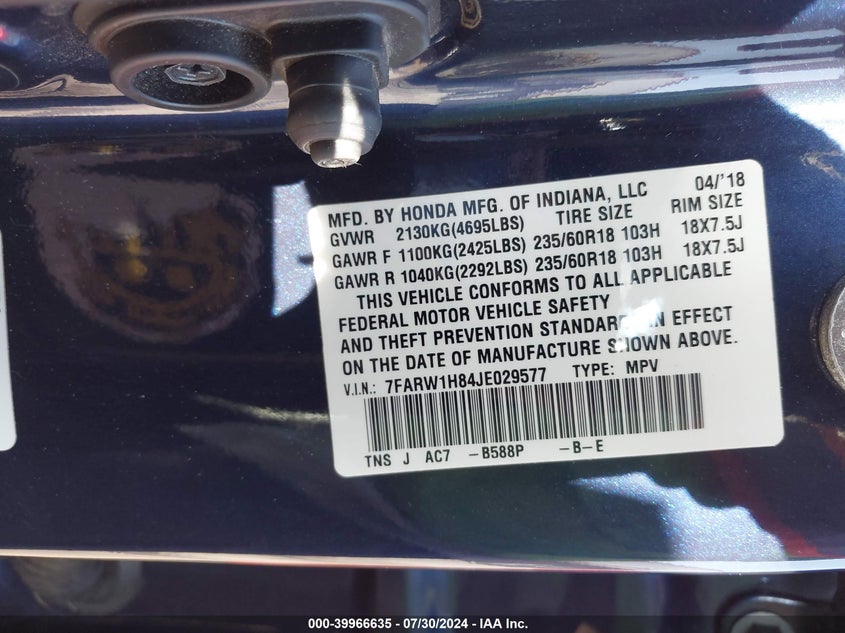 MFD. BY HONDA MFG. OF INDIANA, LLC 04/'18
GVWR 2130KG(4695LBS) TIRE SIZE RIM SIZE
GAWR F 1100KG(2425LBS) 235/60R18 103H 18X7.5J
GAWR R 1040KG(2292LBS) 235/60R18 103H 18X7.5J
THIS VEHICLE CONFORMS TO ALL APPLICABLE
FEDERAL MOTOR VEHICLE SAFETY
AND THEFT PREVENTION STANDARDS IN EFFECT
ON THE DATE OF MANUFACTURE SHOWN ABOVE.
V.I.N.: 7FARW1H84JE029577 TYPE: MPV
TNS J AC7 -B588P -B-E
000-39966635 - 07/30/2024 - IAA Inc.